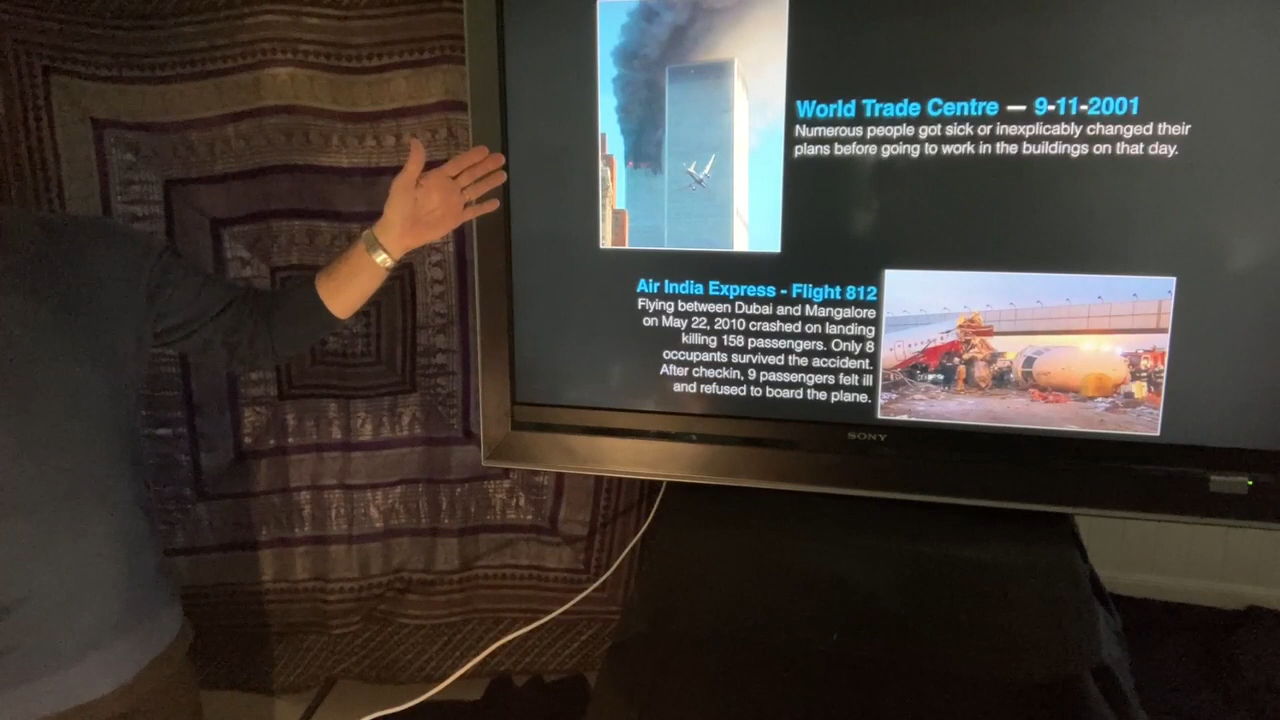 World Trade Centre — 9-11-2001
Numerous people got sick or inexplicably changed their
plans before going to work in the buildings on that day.
Air India Express - Flight 812
Flying between Dubai and Mangalore
on May 22, 2010 crashed on landing
killing 158 passengers. Only 8
occupants survived the accident.
After checkin, 9 passengers felt ill
and refused to board the plane.
SONY